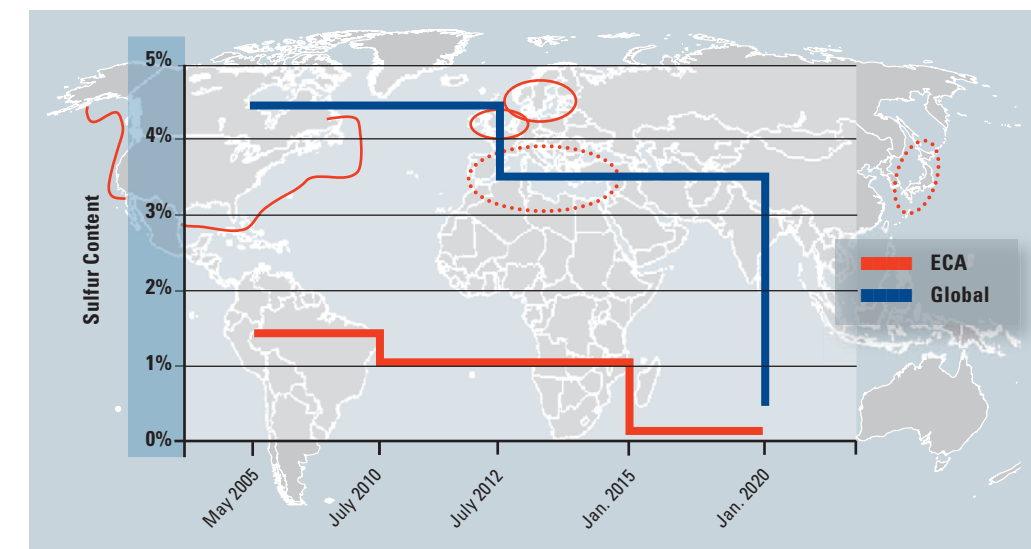 5%
4%
3%
2%
1%
0%
Sulfur Content
May 2005
July 2010
July 2012
Jan. 2015
Jan. 2020
ECA
Global